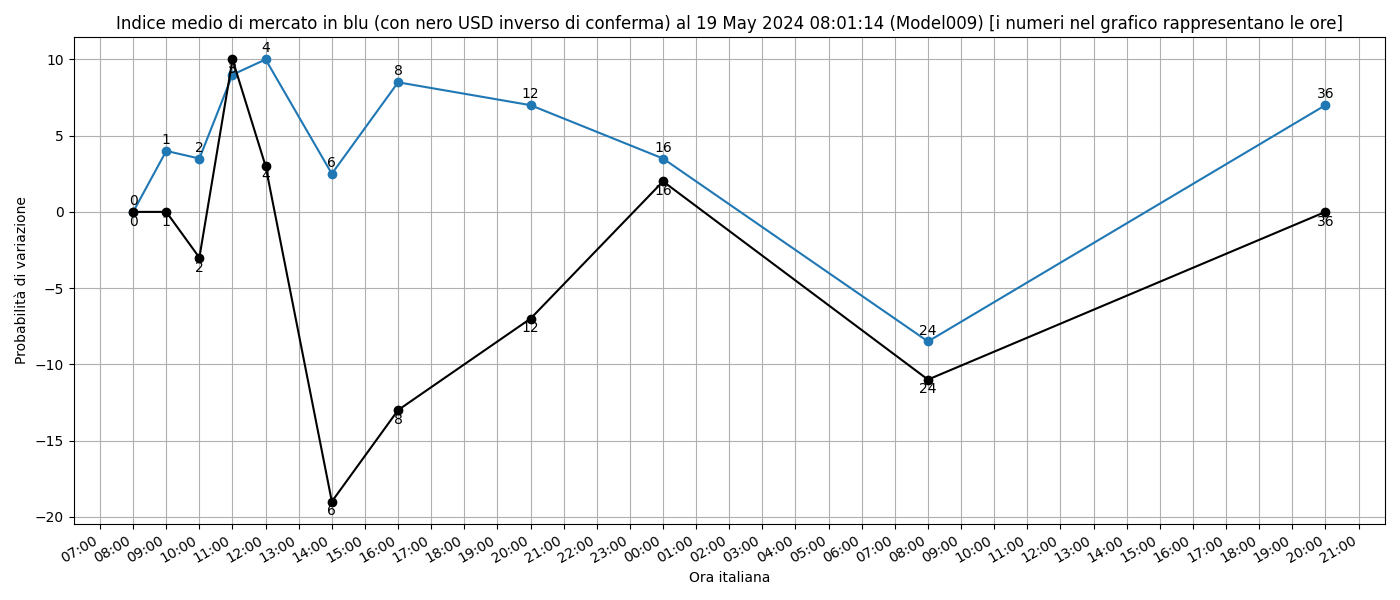 Indice medio di mercato in blu (con nero USD inverso di conferma) al 19 May 2024 08:01:14 (Model009) [i numeri nel grafico rappresentano le ore]
Probabilità di variazione
10
5
0
−5
−10
−15
−20
0 1 2 4 6 8 12 16 24 36
0 1 2 4 6 8 12 16 24 36
07:00 08:00 09:00 10:00 11:00 12:00 13:00 14:00 15:00 16:00 17:00 18:00 19:00 20:00 21:00 22:00 23:00 00:00 01:00 02:00 03:00 04:00 05:00 06:00 07:00 08:00 09:00 10:00 11:00 12:00 13:00 14:00 15:00 16:00 17:00 18:00 19:00 20:00 21:00
Ora italiana